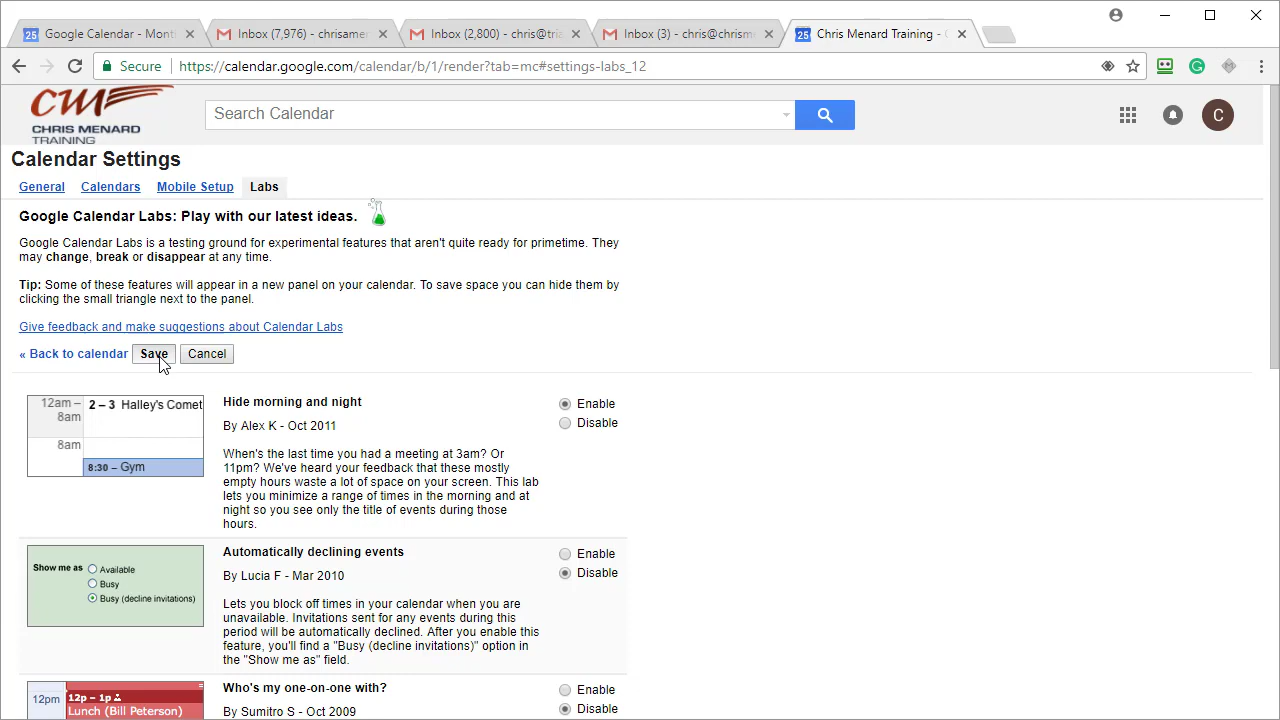 25 Google Calendar - Mont
Inbox (7,976) - chrisamer
Inbox (2,800) - chris@tria
Inbox (3) - chris@chrism
25 Chris Menard Training - C
Secure
https://calendar.google.com/calendar/b/1/render?tab=mc#settings-labs_12
CM
CHRIS MENARD
TRAINING
Search Calendar
C
Calendar Settings
General Calendars Mobile Setup Labs
Google Calendar Labs: Play with our latest ideas.
Google Calendar Labs is a testing ground for experimental features that aren't quite ready for primetime. They
may change, break or disappear at any time.
Tip: Some of these features will appear in a new panel on your calendar. To save space you can hide them by
clicking the small triangle next to the panel.
Give feedback and make suggestions about Calendar Labs
« Back to calendar Save Cancel
12am –
8am
2 – 3 Halley's Comet
8am
8:30 – Gym
Hide morning and night
By Alex K - Oct 2011
When's the last time you had a meeting at 3am? Or
11pm? We've heard your feedback that these mostly
empty hours waste a lot of space on your screen. This lab
lets you minimize a range of times in the morning and at
night so you see only the title of events during those
hours.
Enable
Disable
Show me as
Available
Busy
Busy (decline invitations)
Automatically declining events
By Lucia F - Mar 2010
Lets you block off times in your calendar when you are
unavailable. Invitations sent for any events during this
period will be automatically declined. After you enable this
feature, you'll find a "Busy (decline invitations)" option in
the "Show me as" field.
Enable
Disable
12pm
12p – 1p
Lunch (Bill Peterson)
Who's my one-on-one with?
By Sumitro S - Oct 2009
Enable
Disable